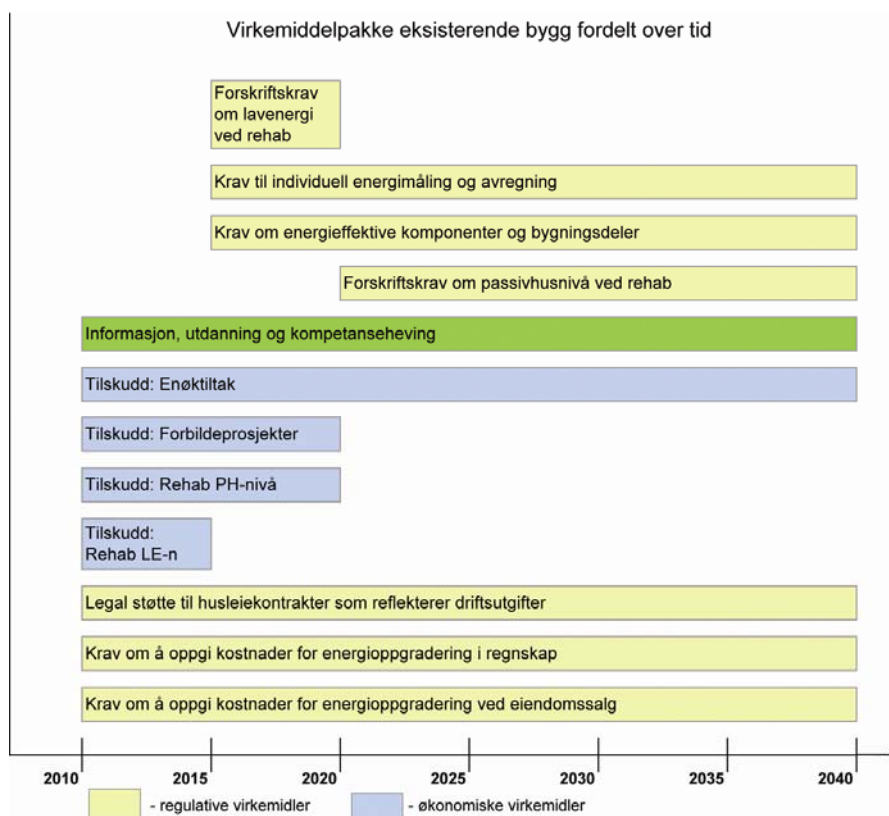 Virkemiddelpakke eksisterende bygg fordelt over tid
Forskriftskrav
om lavenergi
ved rehab
Krav til individuell energimåling og avregning
Krav om energieffektive komponenter og bygningsdeler
Forskriftskrav om passivhusnivå ved rehab
Informasjon, utdanning og kompetanseheving
Tilskudd: Enøktiltak
Tilskudd: Forbildeprosjekter
Tilskudd: Rehab PH-nivå
Tilskudd:
Rehab LE-n
Legal støtte til husleiekontrakter som reflekterer driftsutgifter
Krav om å oppgi kostnader for energioppgradering i regnskap
Krav om å oppgi kostnader for energioppgradering ved eiendomssalg
2010 2015 2020 2025 2030 2035 2040
- regulative virkemidler - økonomiske virkemidler